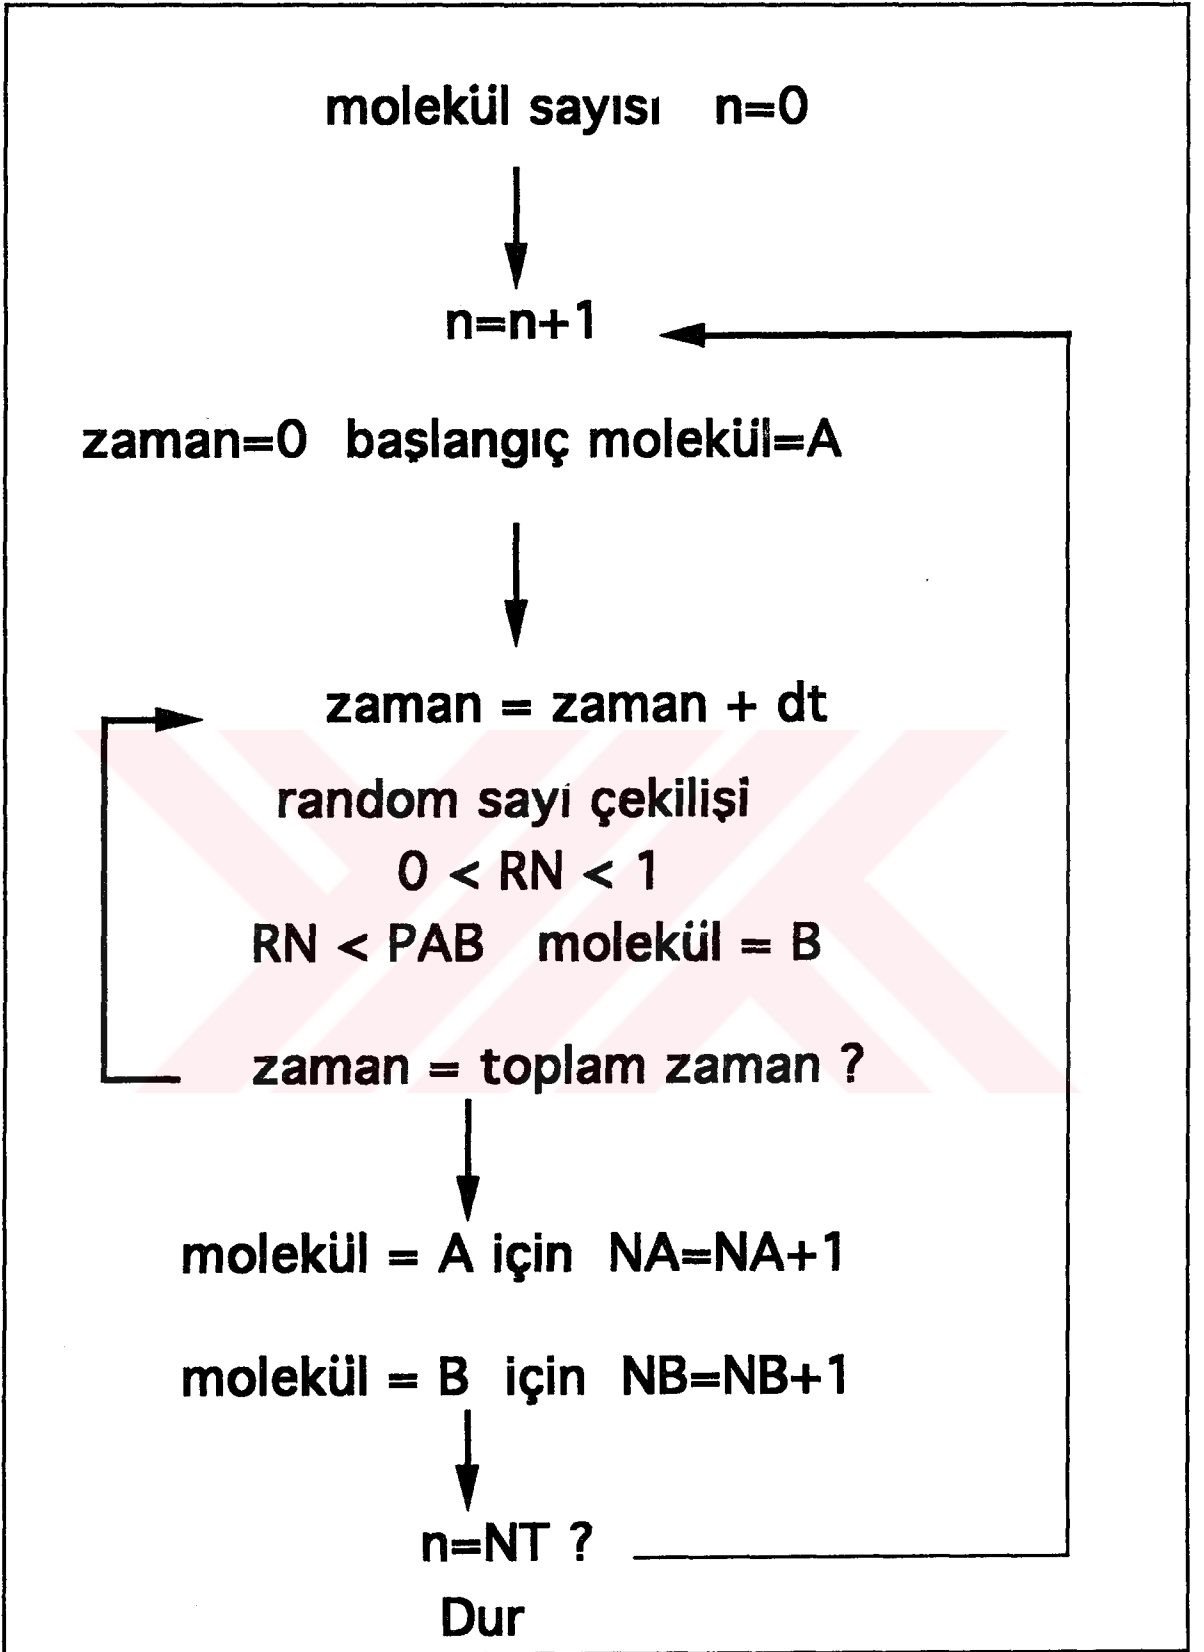 molekül sayısı n=0
n=n+1
zaman=0 başlangıç molekül=A
zaman = zaman + dt
random sayı çekilişi
0 < RN < 1
RN < PAB molekül = B
zaman = toplam zaman ?
molekül = A için NA=NA+1
molekül = B için NB=NB+1
n=NT ?
Dur